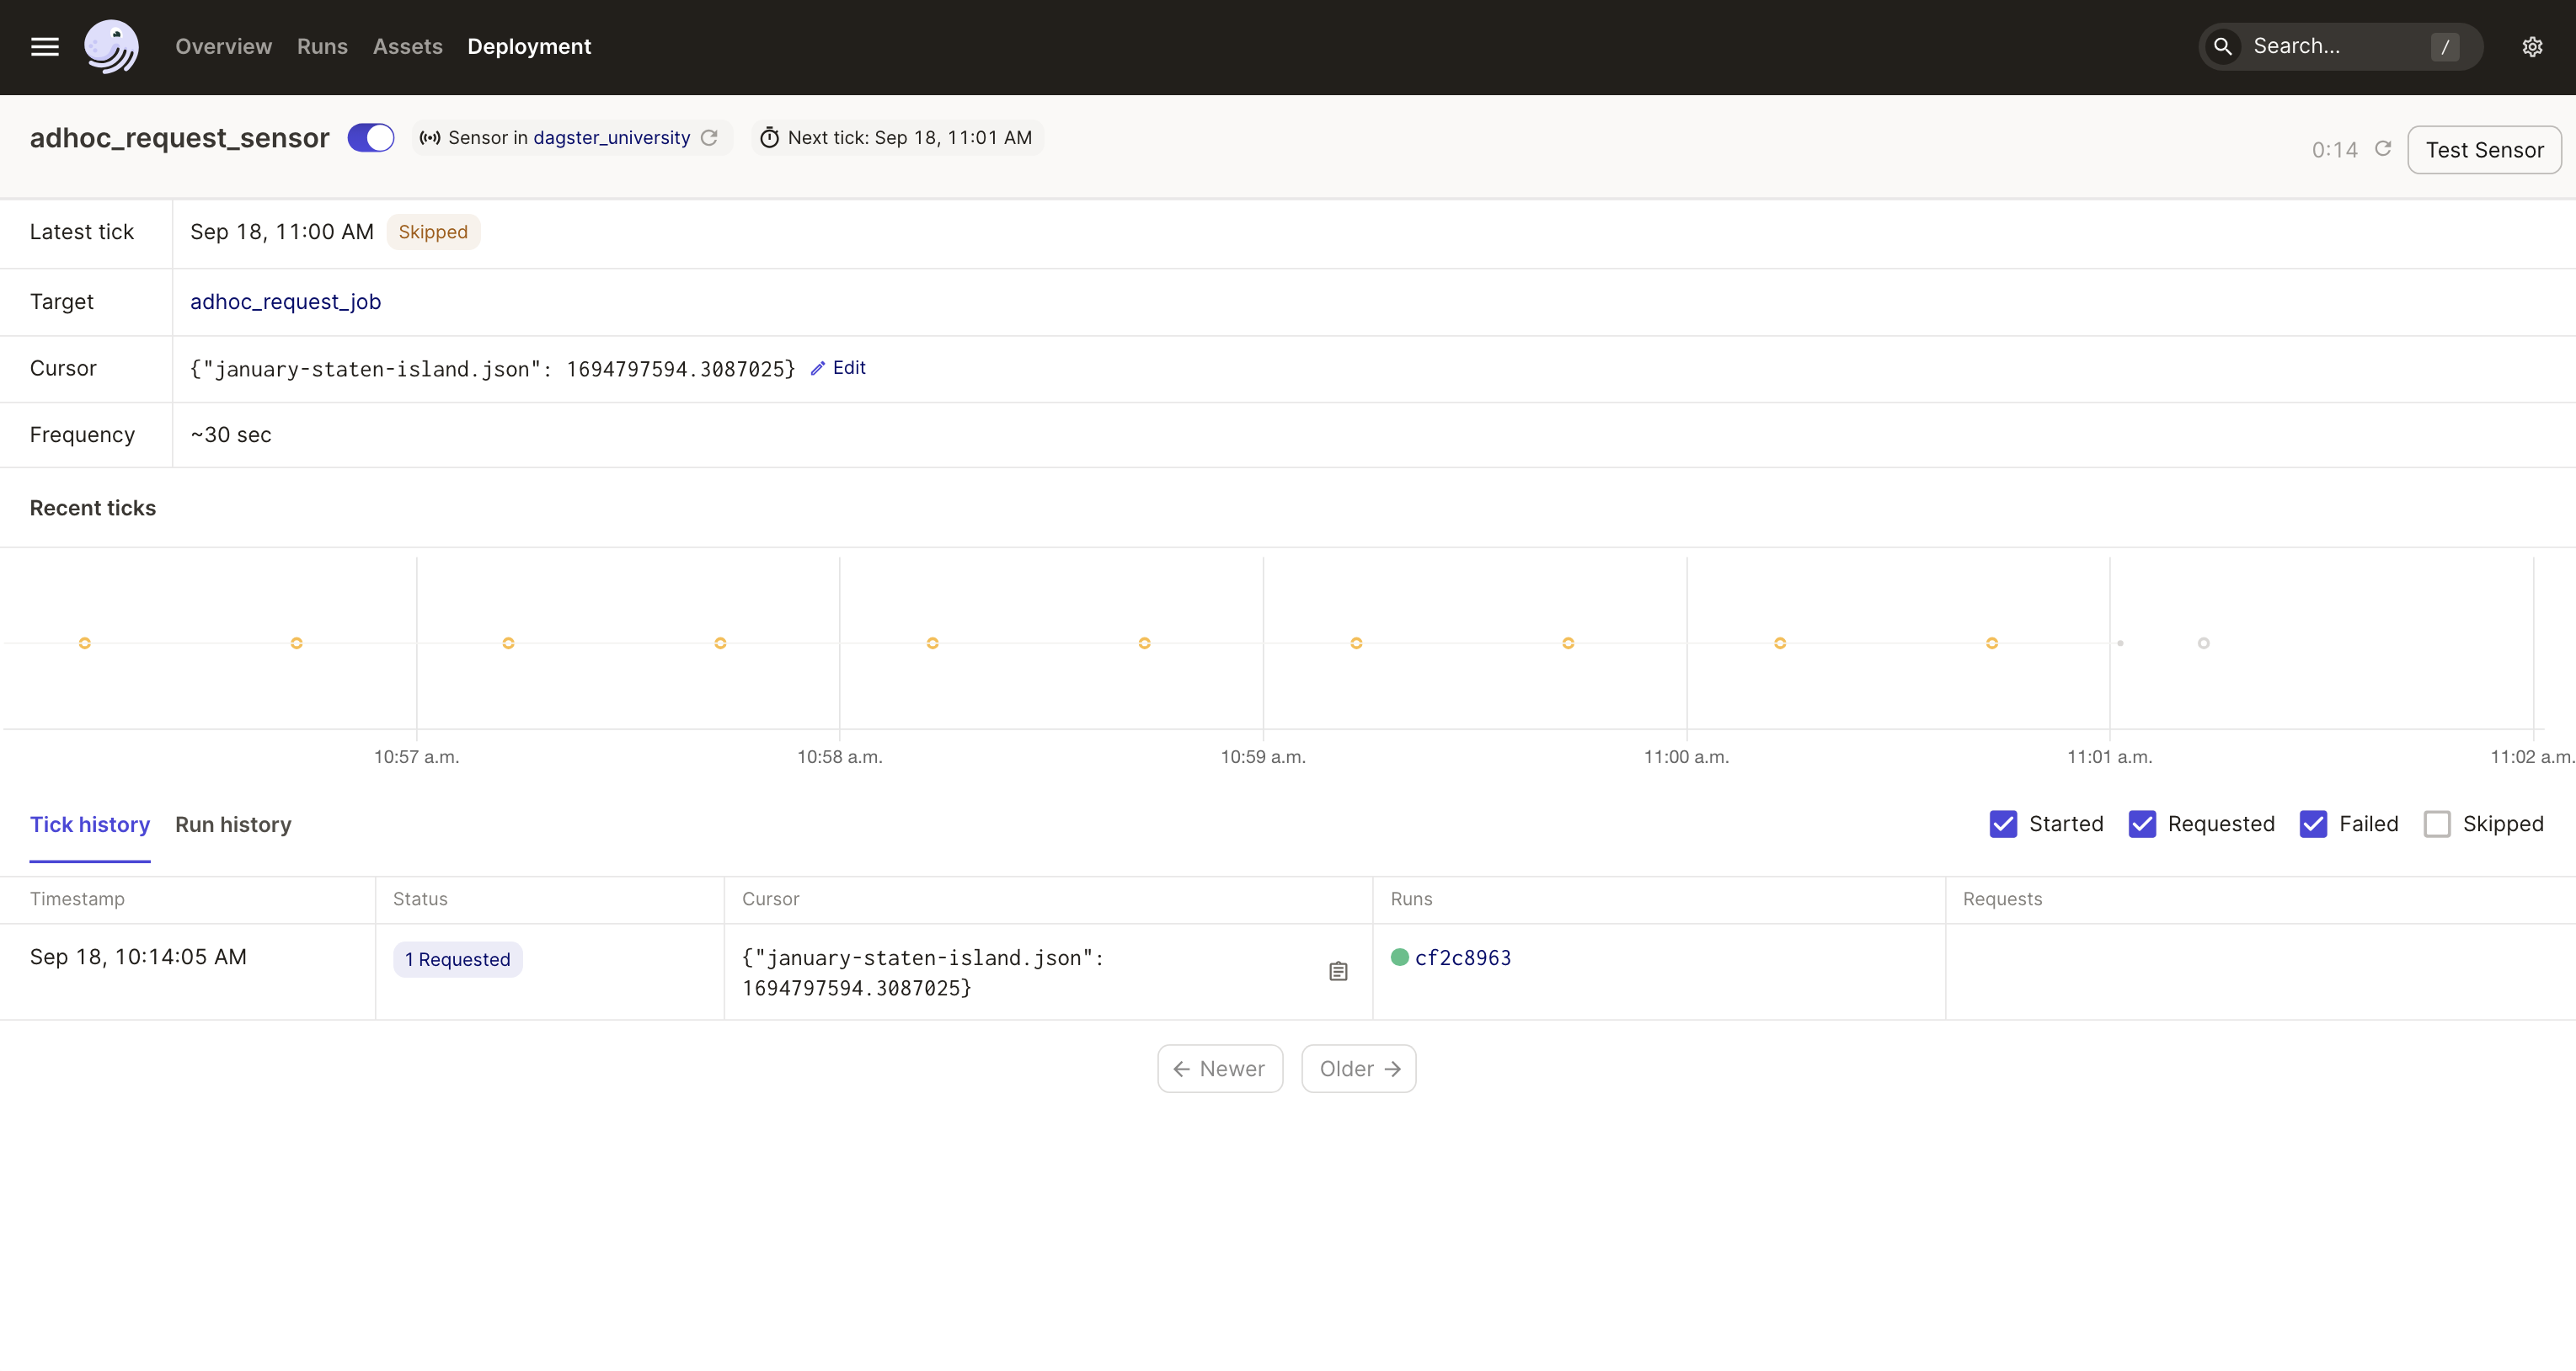 Overview Runs Assets Deployment Search... /
adhoc_request_sensor Sensor in dagster_university Next tick: Sep 18, 11:01 AM 0:14 Test Sensor
Latest tick Sep 18, 11:00 AM Skipped
Target adhoc_request_job
Cursor {"january-staten-island.json": 1694797594.3087025} Edit
Frequency ~30 sec
Recent ticks
10:57 a.m. 10:58 a.m. 10:59 a.m. 11:00 a.m. 11:01 a.m. 11:02 a.m.
Tick history Run history Started Requested Failed Skipped
Timestamp Status Cursor Runs Requests
Sep 18, 10:14:05 AM 1 Requested {"january-staten-island.json": cf2c8963
1694797594.3087025}
Newer Older